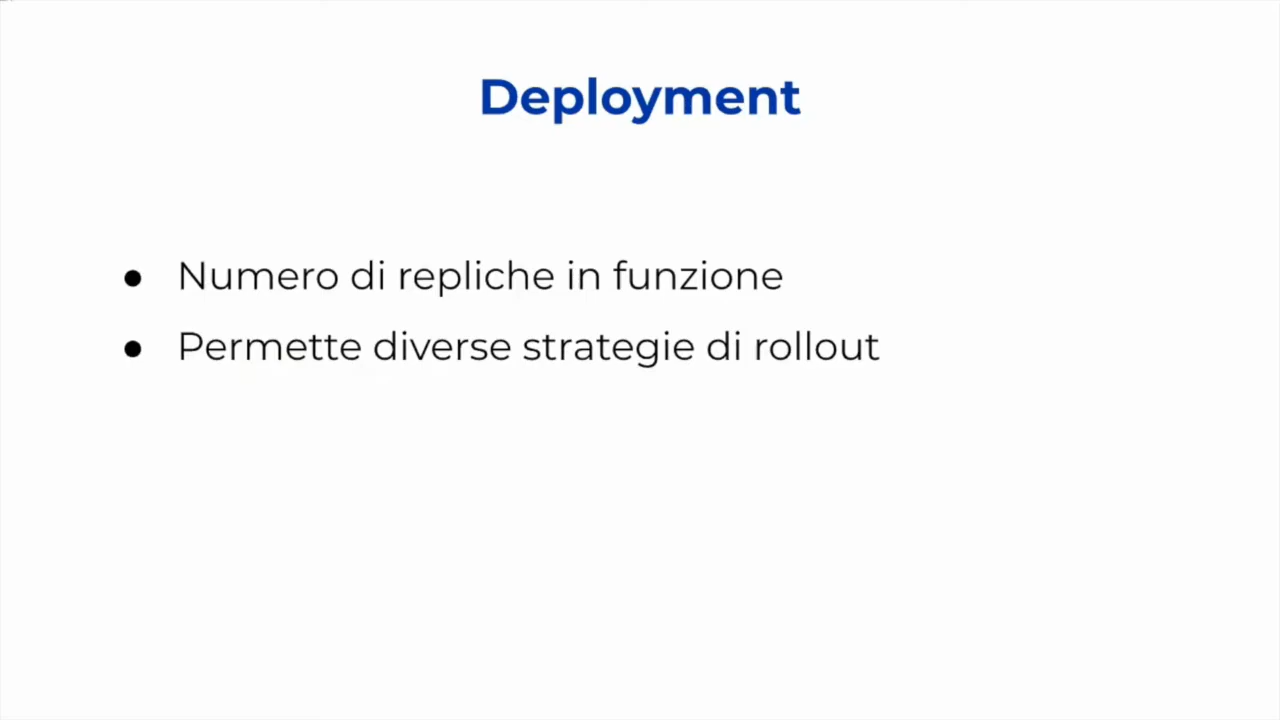 Deployment
● Numero di repliche in funzione
● Permette diverse strategie di rollout